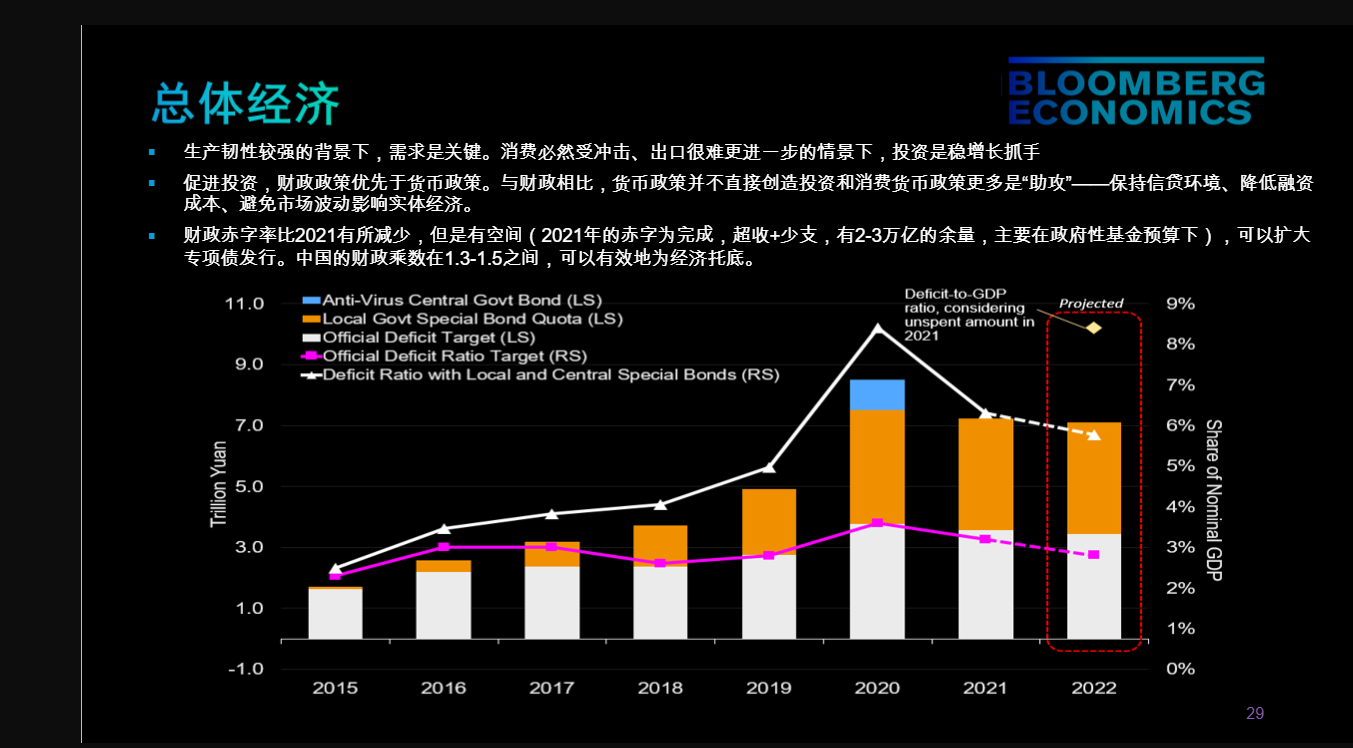 总体经济
BLOOMBERG
ECONOMICS
▪ 生产韧性较强的背景下，需求是关键。消费必然受冲击、出口很难更进一步的情景下，投资是稳增长抓手
▪ 促进投资，财政政策优先于货币政策。与财政相比，货币政策并不直接创造投资和消费货币政策更多是“助攻”——保持信贷环境、降低融资
成本、避免市场波动影响实体经济。
▪ 财政赤字率比2021有所减少，但是有空间（2021年的赤字为完成，超收+少支，有2-3万亿的余量，主要在政府性基金预算下），可以扩大
专项债发行。中国的财政乘数在1.3-1.5之间，可以有效地为经济托底。
Anti-Virus Central Govt Bond (LS)
Local Govt Special Bond Quota (LS)
Official Deficit Target (LS)
Official Deficit Ratio Target (RS)
Deficit Ratio with Local and Central Special Bonds (RS)
Deficit-to-GDP
ratio, considering
unspent amount in
2021
Projected
11.0
9.0
7.0
5.0
3.0
1.0
-1.0
Trillion Yuan
9%
8%
7%
6%
5%
4%
3%
2%
1%
0%
Share of Nominal GDP
2015 2016 2017 2018 2019 2020 2021 2022
29